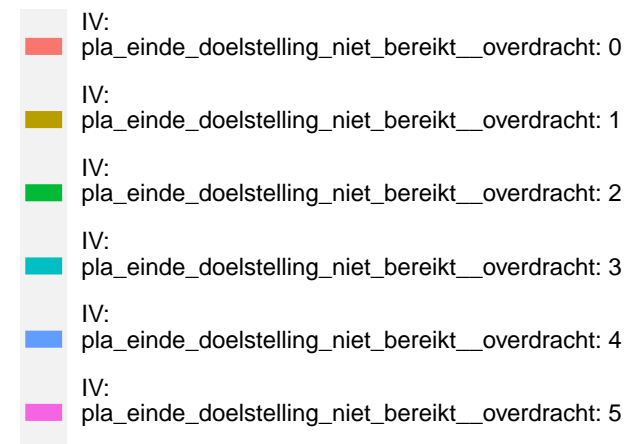 IV:
pla_einde_doelstelling_niet_bereikt__overdracht: 0
IV:
pla_einde_doelstelling_niet_bereikt__overdracht: 1
IV:
pla_einde_doelstelling_niet_bereikt__overdracht: 2
IV:
pla_einde_doelstelling_niet_bereikt__overdracht: 3
IV:
pla_einde_doelstelling_niet_bereikt__overdracht: 4
IV:
pla_einde_doelstelling_niet_bereikt__overdracht: 5